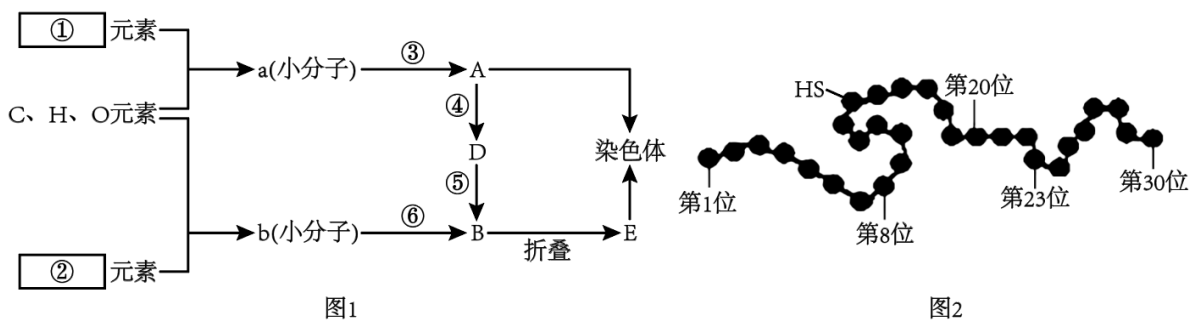 ① 元素
C、H、O元素
② 元素
a(小分子) ③ A
④
D
⑤
b(小分子) ⑥ B 折叠 E
染色体
图1
HS
第1位
第8位
第20位
第23位
第30位
图2